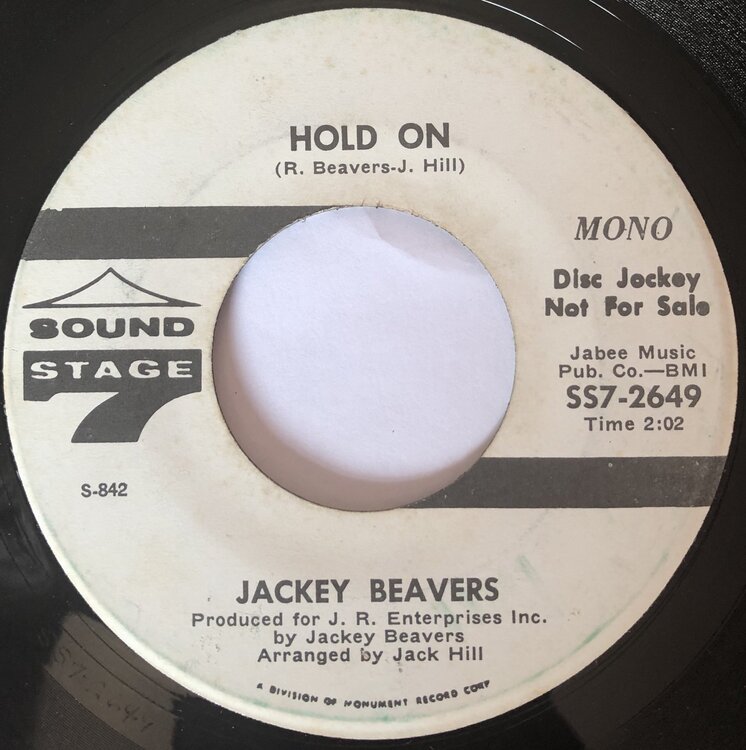 HOLD ON
(R. Beavers-J. Hill)
MONO
Disc Jockey
Not For Sale
SOUND
STAGE
7
Jabee Music
Pub. Co.—BMI
SS7-2649
Time 2:02
S-842
JACKEY BEAVERS
Produced for J. R. Enterprises Inc.
by Jackey Beavers
Arranged by Jack Hill
A DIVISION OF MONUMENT RECORD CORP